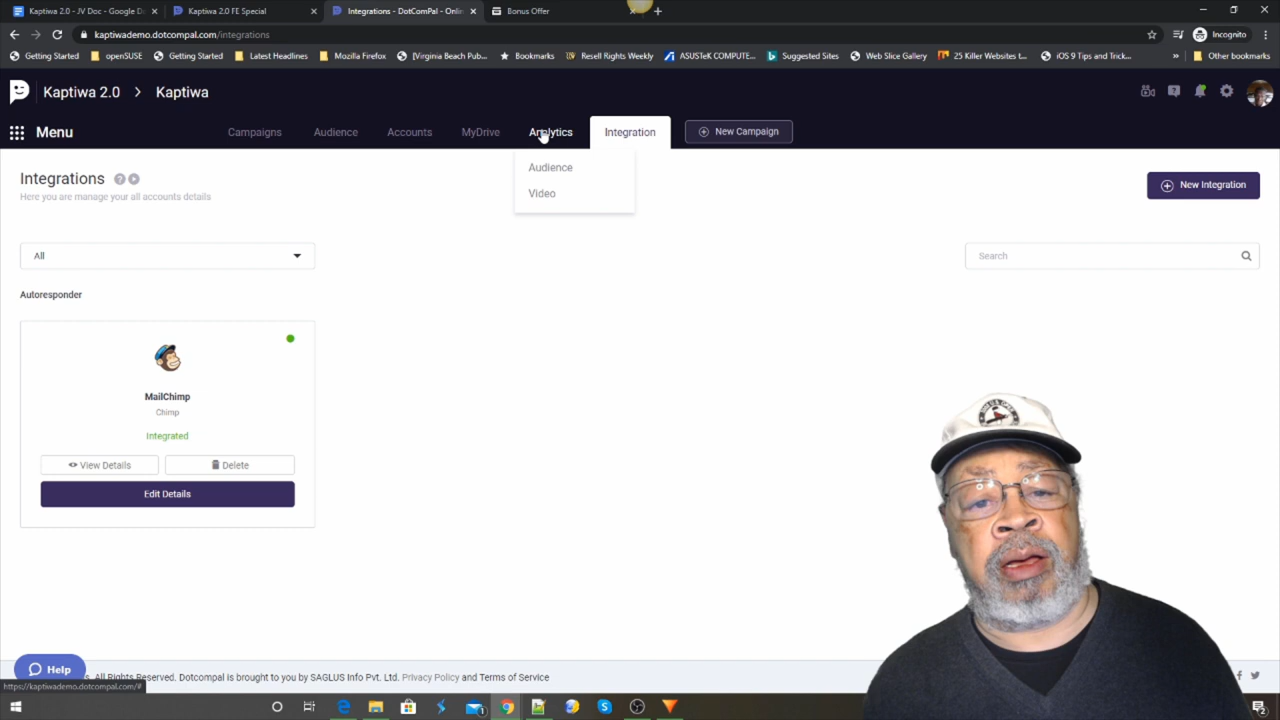 Kaptiwa 2.0 - JV Doc - Google D
Kaptiwa 2.0 FE Special
Integrations - DotComPal - Onlin
Bonus Offer
kaptiwademo.dotcompal.com/integrations
Incognito
Getting Started
openSUSE
Getting Started
Latest Headlines
Mozilla Firefox
[Virginia Beach Pub...
Bookmarks
Resell Rights Weekly
ASUSTeK COMPUTE...
Suggested Sites
Web Slice Gallery
25 Killer Websites t...
iOS 9 Tips and Trick...
Other bookmarks
Kaptiwa 2.0 > Kaptiwa
Menu
Campaigns
Audience
Accounts
MyDrive
Analytics
Integration
New Campaign
Audience
Video
Integrations
Here you are manage your all accounts details
New Integration
All
Search
Autoresponder
MailChimp
Chimp
Integrated
View Details
Delete
Edit Details
Help
s. All Rights Reserved. Dotcompal is brought to you by SAGLUS Info Pvt. Ltd. Privacy Policy and Terms of Service
https://kaptiwademo.dotcompal.com/#